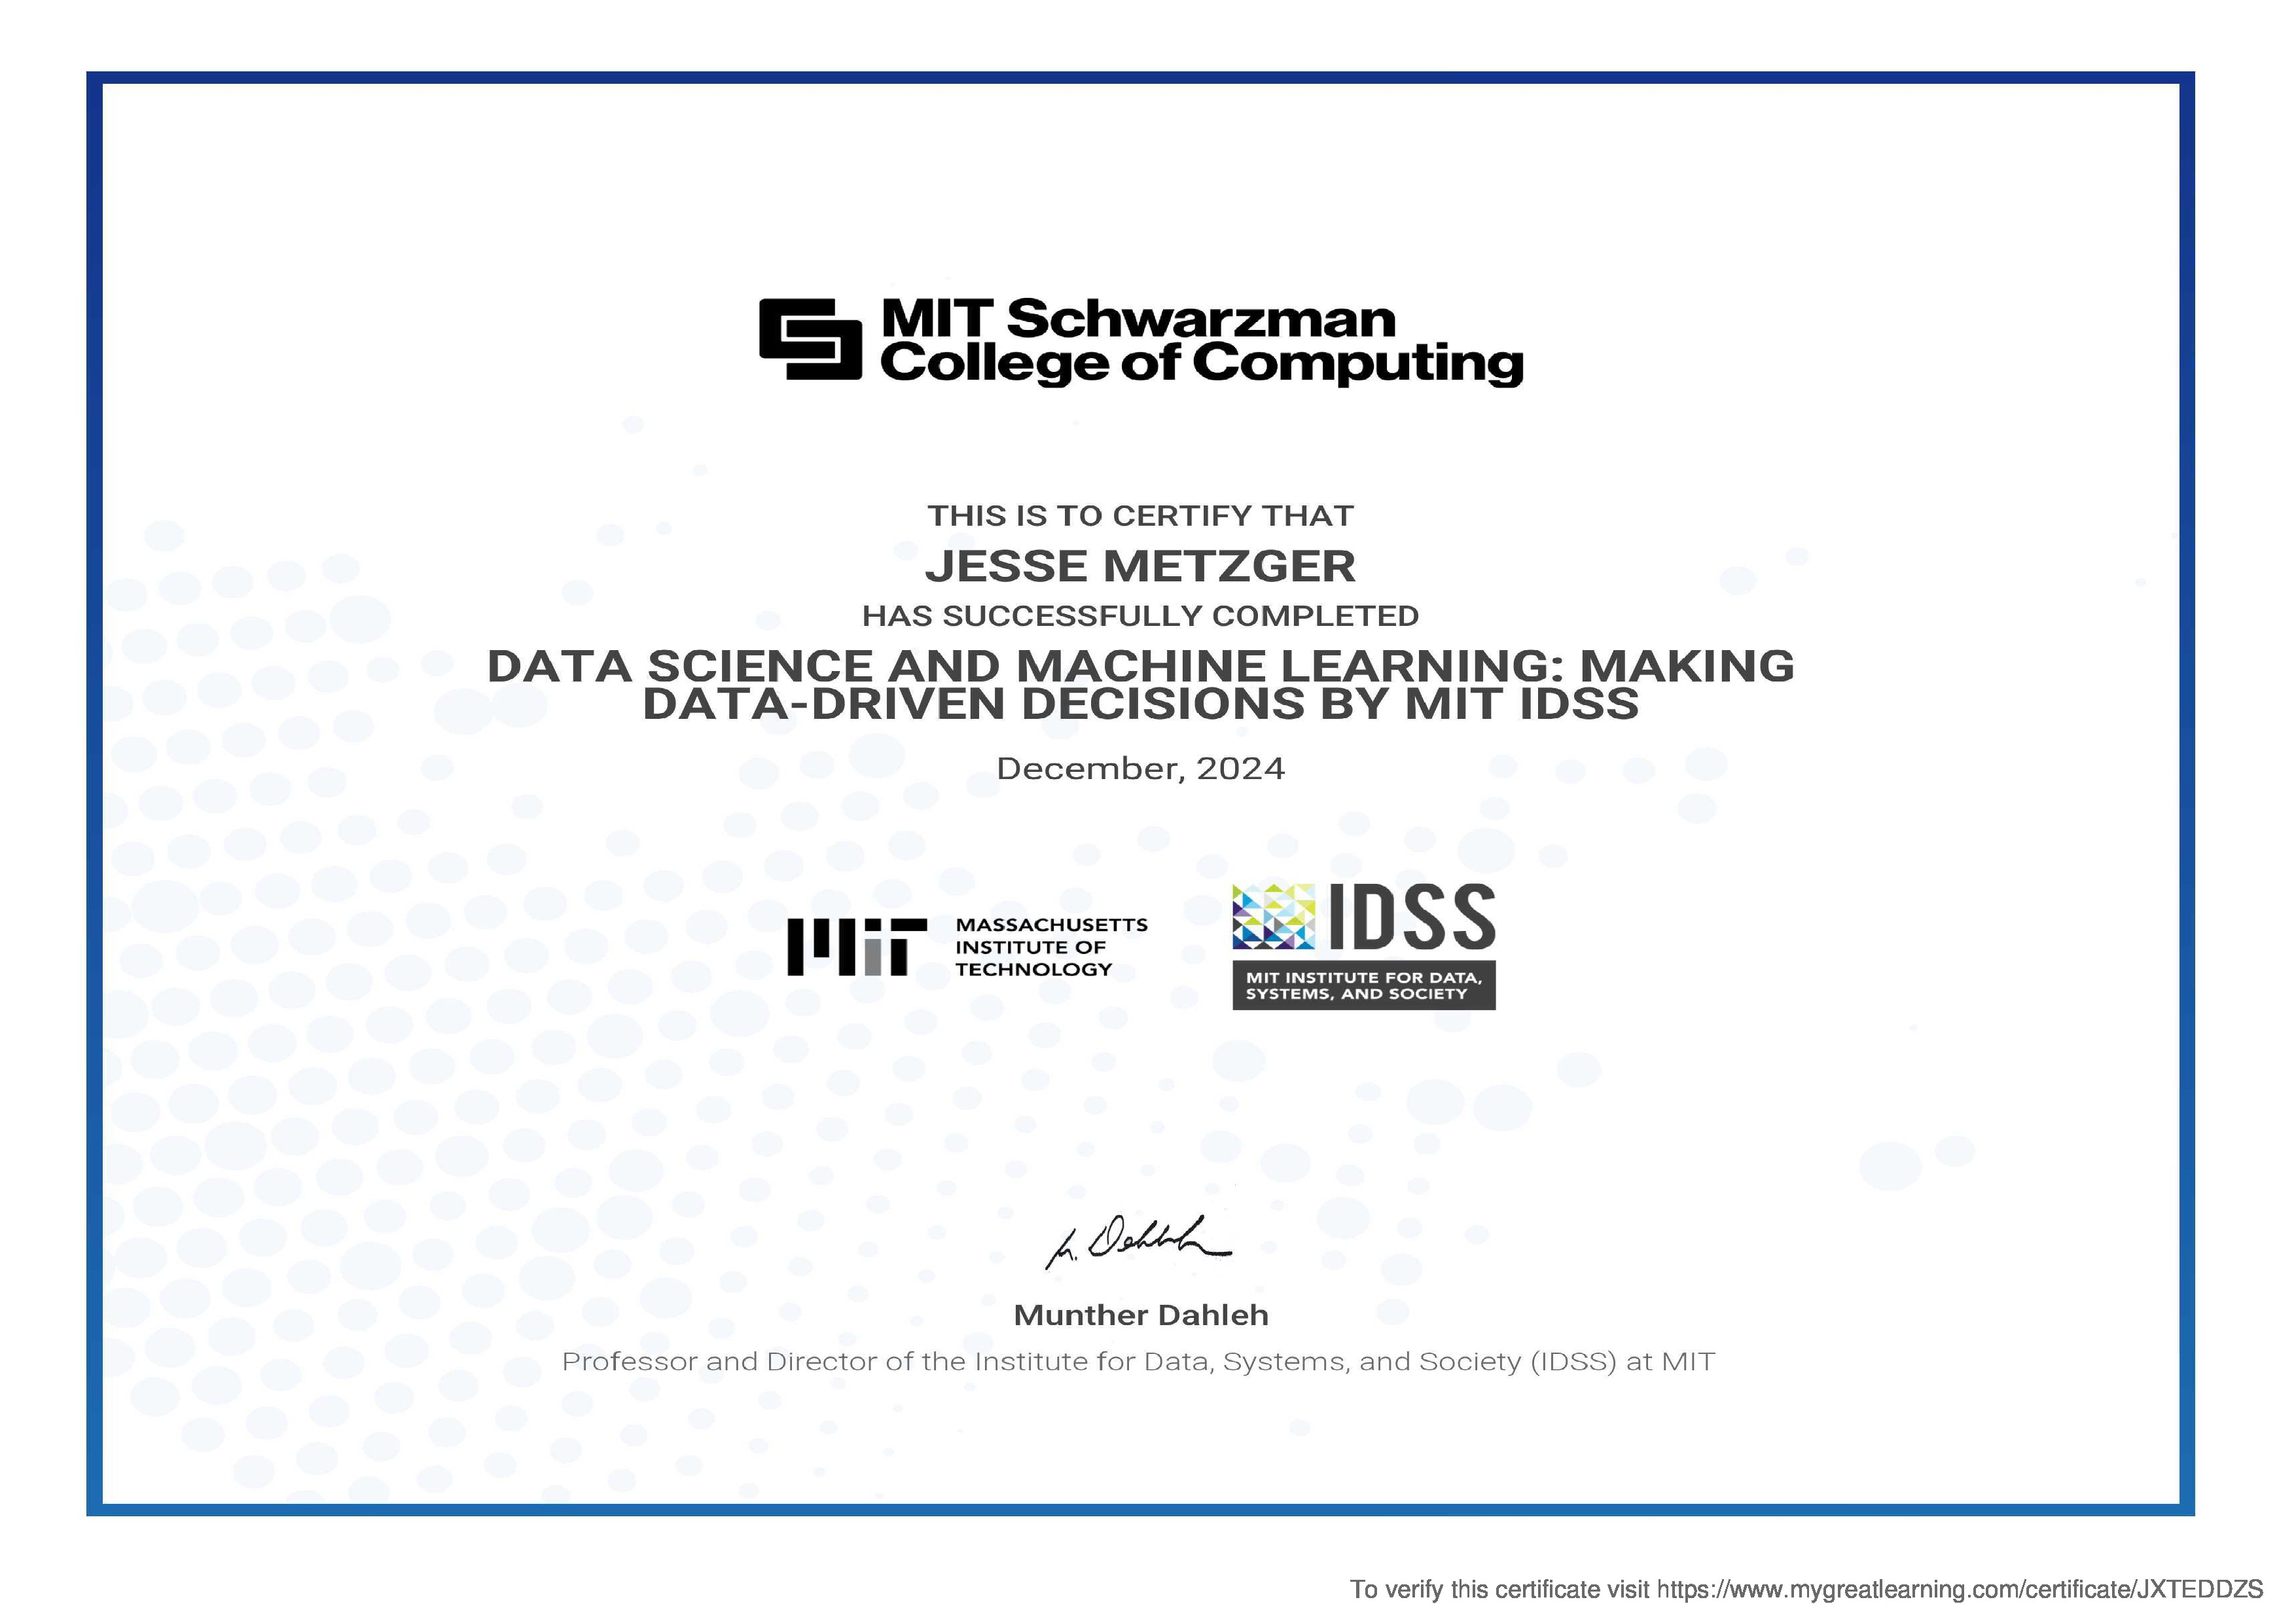 MIT Schwarzman
College of Computing
THIS IS TO CERTIFY THAT
JESSE METZGER
HAS SUCCESSFULLY COMPLETED
DATA SCIENCE AND MACHINE LEARNING: MAKING
DATA-DRIVEN DECISIONS BY MIT IDSS
December, 2024
MIT
MASSACHUSETTS
INSTITUTE OF
TECHNOLOGY
IDSS
MIT INSTITUTE FOR DATA,
SYSTEMS, AND SOCIETY
Munther Dahleh
Professor and Director of the Institute for Data, Systems, and Society (IDSS) at MIT
To verify this certificate visit https://www.mygreatlearning.com/certificate/JXTEDDZS